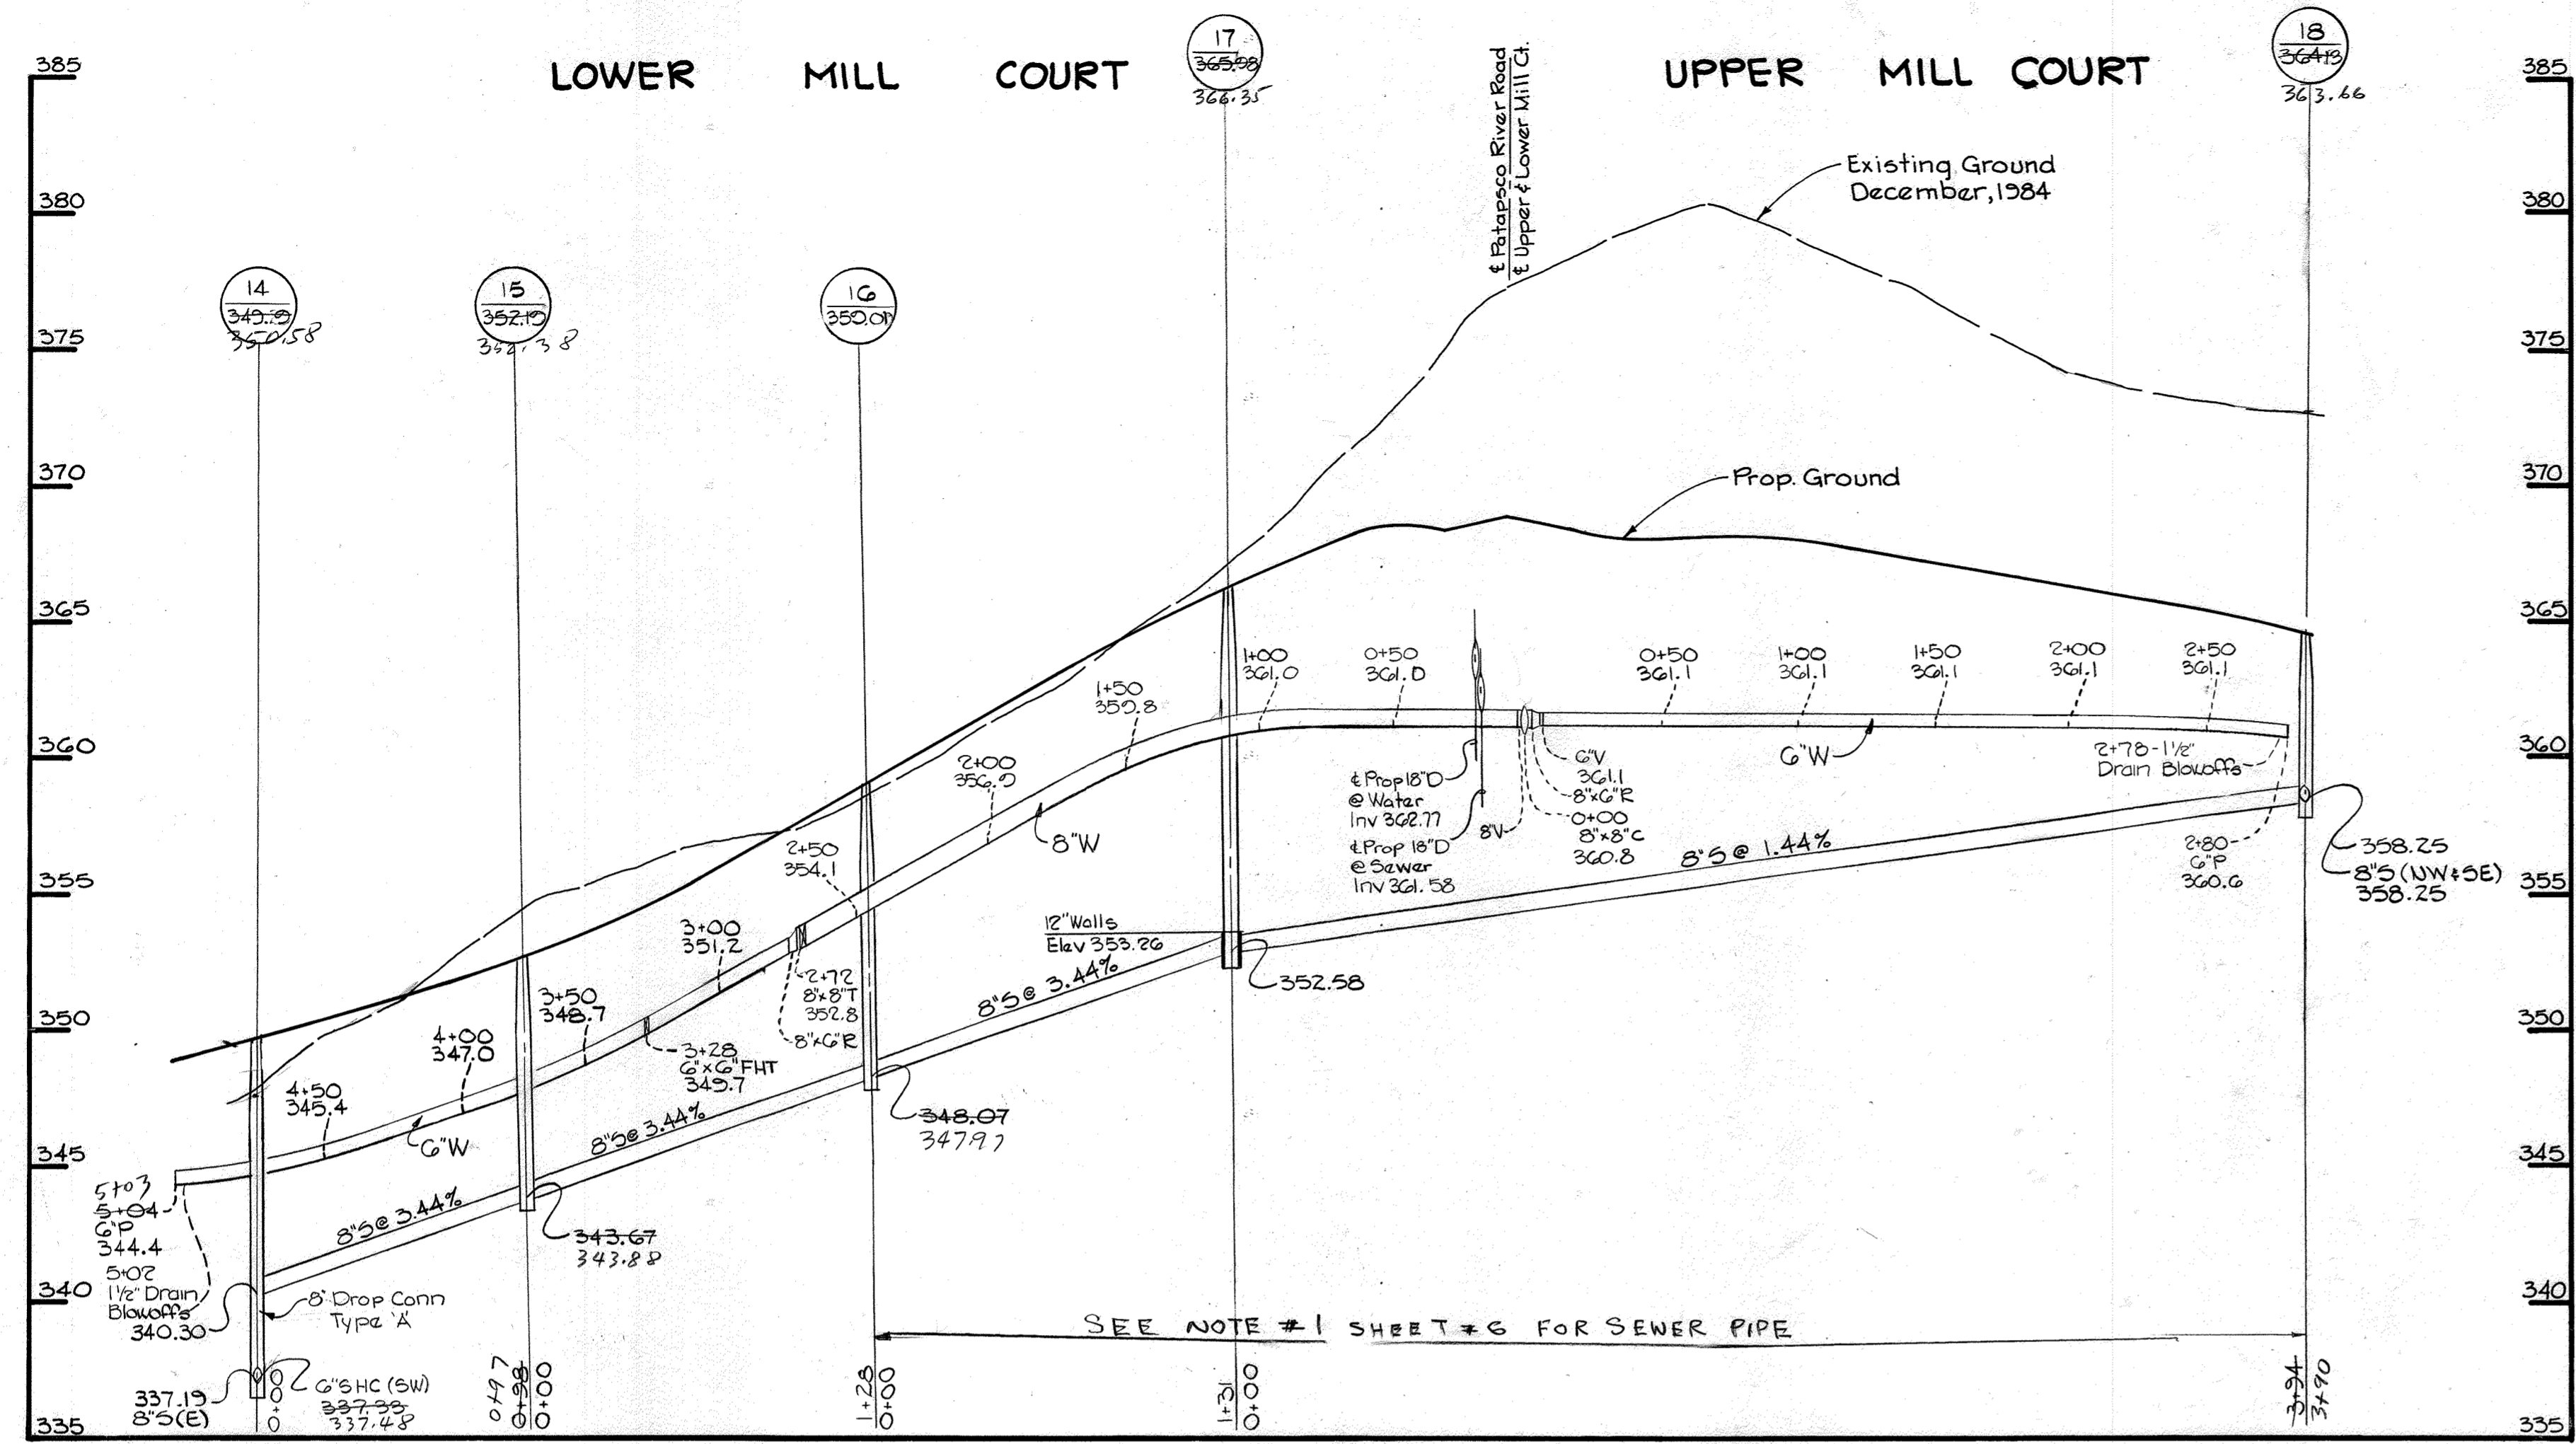 LOWER MILL COURT
UPPER MILL COURT
17
365.98
366.35
18
364.13
363.66
385
385
380
380
375
375
370
370
365
365
360
360
355
355
350
350
345
345
340
340
335
335
℄ Patapsco River Road
℄ Upper & Lower Mill Ct.
Existing Ground
December, 1984
14
350.58
15
352.19
352.38
16
359.01
Prop. Ground
1+00
361.0
0+50
361.0
0+50
361.1
1+00
361.1
1+50
361.1
2+00
361.1
2+50
361.1
1+50
359.8
2+00
356.9
2+50
354.1
3+00
351.2
3+50
348.7
4+00
347.0
4+50
345.4
8"W
6"W
6"W
℄ Prop 18"D
@ Water
Inv 362.77
℄ Prop 18"D
@ Sewer
Inv 361.58
8"V
6"V
361.1
8"x6"R
0+00
8"x8"C
360.8
2+78-1½"
Drain Blowoffs
2+80
6"P
360.6
358.25
8"S (NW & SE)
358.25
8"S @ 1.44%
12" Walls
Elev 353.26
352.58
8"S @ 3.44%
2+72
8"x8"T
352.8
8"x6"R
3+28
6"x6" FHT
349.7
348.07
347.97
8"S @ 3.44%
343.67
343.88
8"S @ 3.44%
5+03
5+04
6"P
344.4
5+02
1½" Drain
Blowoffs
340.30
8" Drop Conn
Type 'A'
337.19
8"S (E)
6" SHC (SW)
337.33
337.48
SEE NOTE #1 SHEET #6 FOR SEWER PIPE
0+00
0+97
0+98
0+00
1+28
0+00
1+31
0+00
3+94
3+90